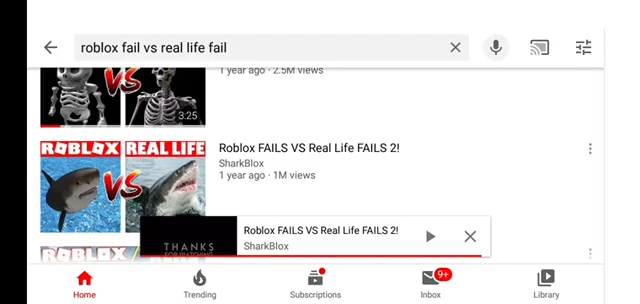 roblox fail vs real life fail
VS
1 year ago · 2.5M views
3:25
ROBLOX REAL LIFE
VS
Roblox FAILS VS Real Life FAILS 2!
SharkBlox
1 year ago · 1M views
Roblox FAILS VS Real Life FAILS 2!
SharkBlox
THANKS
FOR WATCHING
ROBLOX
9+
Home
Trending
Subscriptions
Inbox
Library